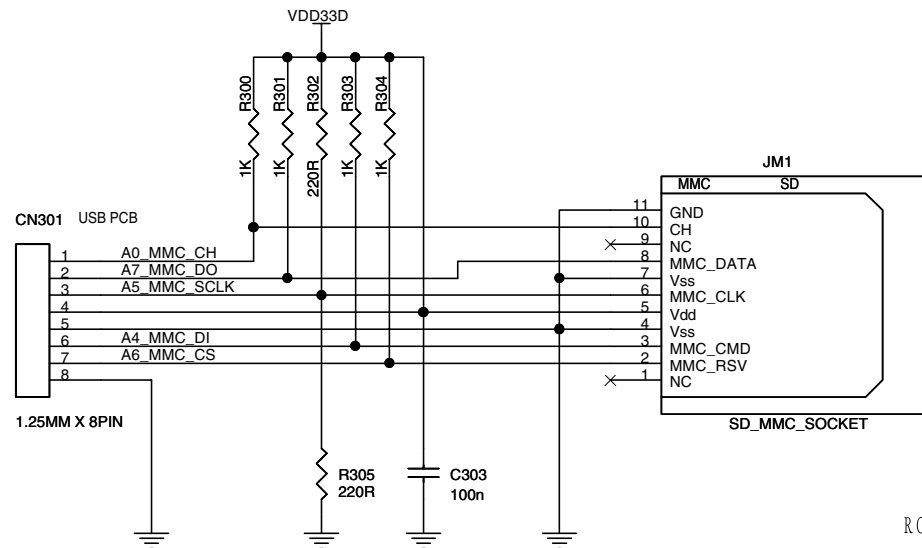 VDD33D
R300
R301
R302
R303
R304
1K
1K
220R
1K
1K
JM1
MMC SD
CN301 USB PCB
1 A0_MMC_CH
2 A7_MMC_DO
3 A5_MMC_SCLK
4
5
6 A4_MMC_DI
7 A6_MMC_CS
8
1.25MM X 8PIN
11 GND
10 CH
9 NC
8 MMC_DATA
7 Vss
6 MMC_CLK
5 Vdd
4 Vss
3 MMC_CMD
2 MMC_RSV
1 NC
SD_MMC_SOCKET
R305
220R
C303
100n